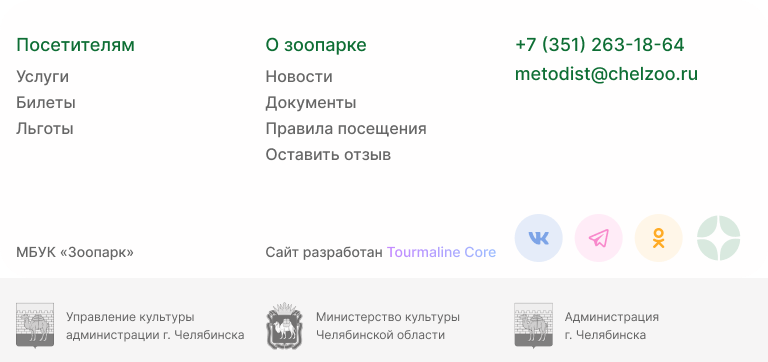 Посетителям
Услуги
Билеты
Льготы
О зоопарке
Новости
Документы
Правила посещения
Оставить отзыв
+7 (351) 263-18-64
metodist@chelzoo.ru
МБУК «Зоопарк»
Сайт разработан Tourmaline Core
Управление культуры
администрации г. Челябинска
Министерство культуры
Челябинской области
Администрация
г. Челябинска